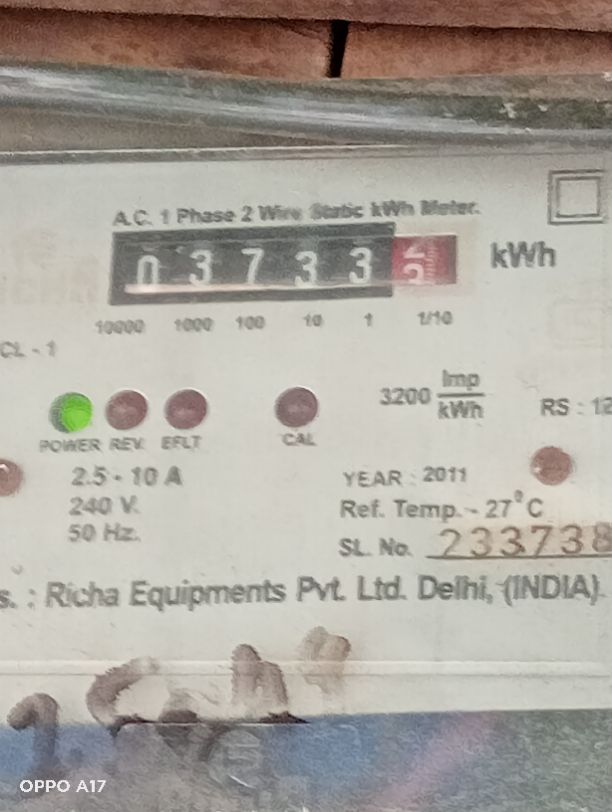 A.C. 1 Phase 2 Wire Static kWh Meter.
0 3 7 3 3 kWh
10000 1000 100 10 1 1/10
CL - 1
3200 Imp/kWh RS : 12
POWER REV. EFLT CAL
2.5 - 10 A YEAR : 2011
240 V. Ref. Temp. - 27°C
50 Hz. SL. No. 233738
s. : Richa Equipments Pvt. Ltd. Delhi, (INDIA)
OPPO A17